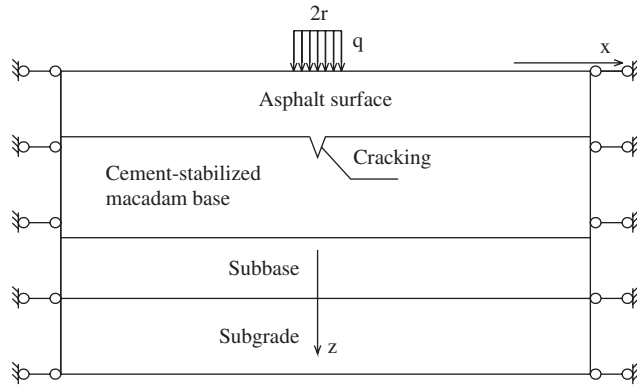 2r
q
x
Asphalt surface
Cracking
Cement-stabilized
macadam base
Subbase
Subgrade
z